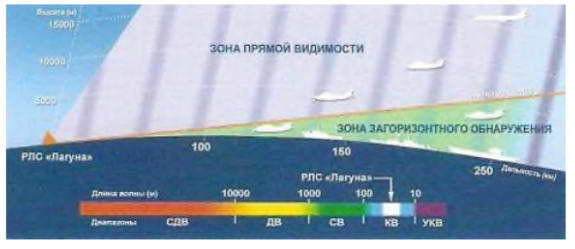 Высота (м)
15000
10000
5000
ЗОНА ПРЯМОЙ ВИДИМОСТИ
ЗОНА ЗАГОРИЗОНТНОГО ОБНАРУЖЕНИЯ
РЛС «Лагуна»
100
150
250
Дальность (км)
РЛС «Лагуна»
Длина волны (м) 10000 1000 100 10
Диапазоны СДВ ДВ СВ КВ УКВ